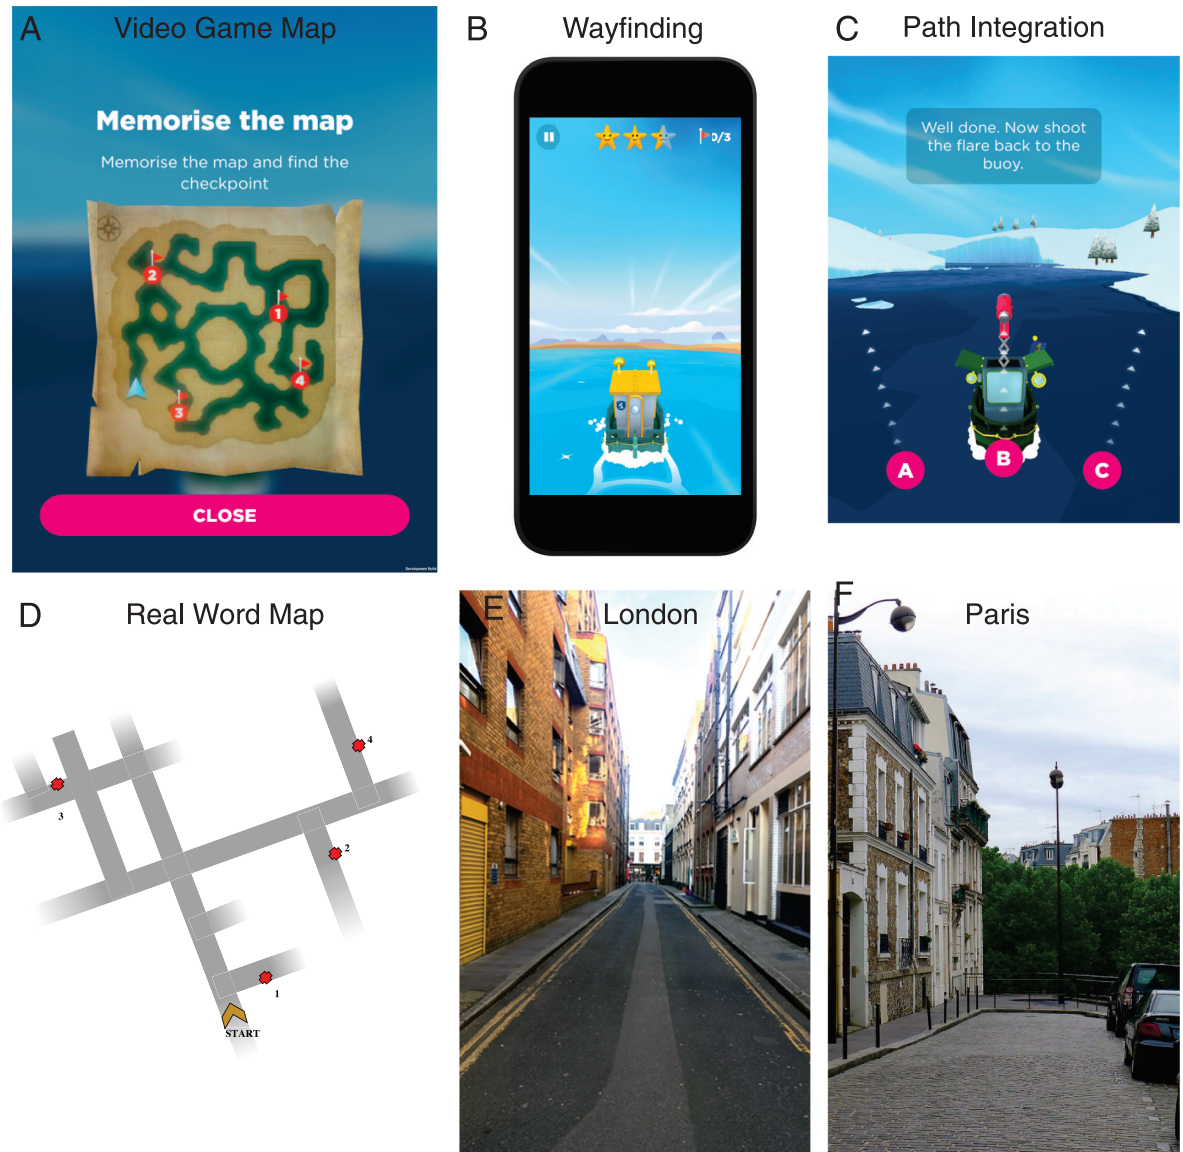 A Video Game Map
Memorise the map
Memorise the map and find the
checkpoint
2
1
4
3
CLOSE
Development Build
B Wayfinding
0/3
C Path Integration
Well done. Now shoot
the flare back to the
buoy.
A
B
C
D Real Word Map
4
3
2
1
START
E London
F Paris